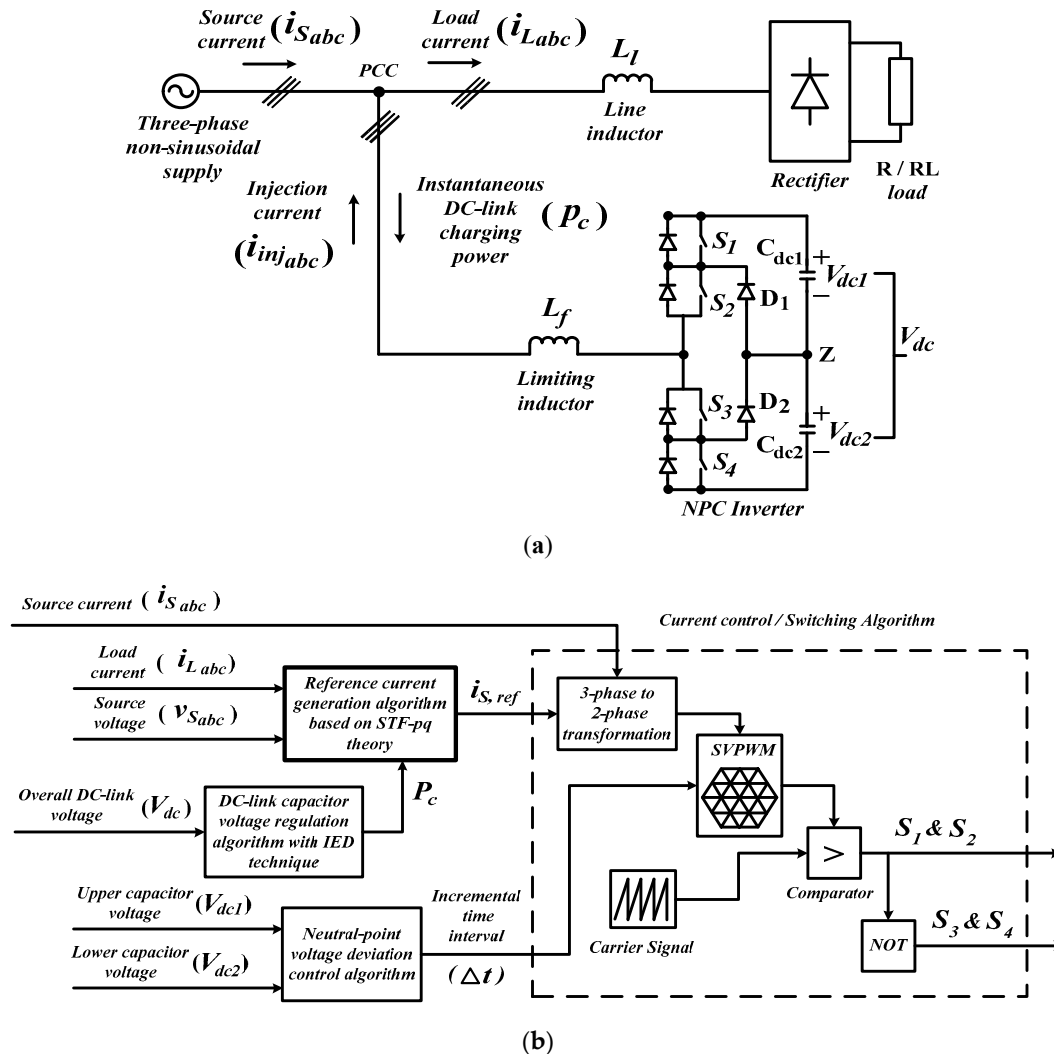 Source
current (i_Sabc)
Load
current (i_Labc)
PCC
L_l
Line
inductor
Three-phase
non-sinusoidal
supply
Rectifier
R / RL
load
Injection
current
(i_injabc)
Instantaneous
DC-link
charging
power
(p_c)
S_1
S_2
C_dc1
+
V_dc1
−
D_1
L_f
Limiting
inductor
Z
V_dc
S_3
S_4
D_2
C_dc2
+
V_dc2
−
NPC Inverter
(a)
Source current (i_Sabc)
Current control / Switching Algorithm
Load
current (i_Labc)
Source
voltage (v_Sabc)
Reference current
generation algorithm
based on STF-pq
theory
i_S, ref
3-phase to
2-phase
transformation
SVPWM
P_c
Overall DC-link
voltage (V_dc)
DC-link capacitor
voltage regulation
algorithm with IED
technique
>
Comparator
S_1 & S_2
Upper capacitor
voltage (V_dc1)
Lower capacitor
voltage (V_dc2)
Neutral-point
voltage deviation
control algorithm
Incremental
time
interval
(△t)
Carrier Signal
NOT
S_3 & S_4
(b)